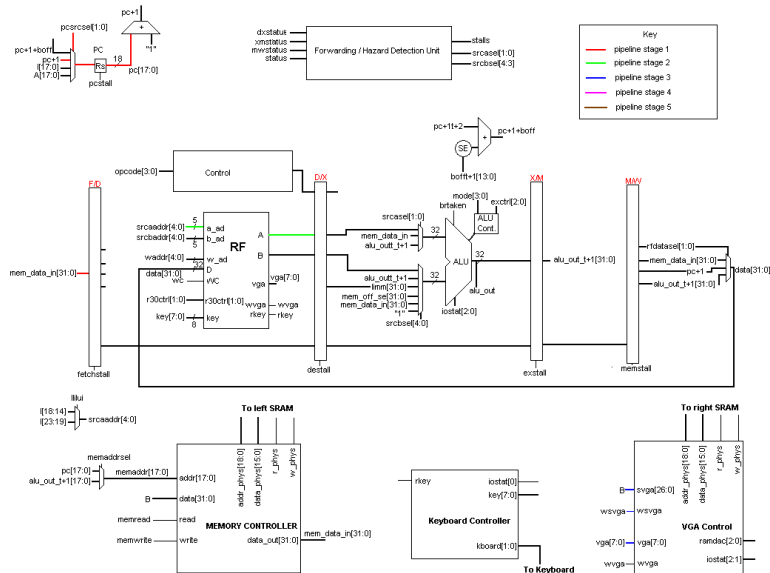 pc+1
pcsrcsel[1:0]
pc+1+boff
PC
pc+1
I[17:0]
A[17:0]
Rs
18
"1"
pc[17:0]
pcstall
dxstatus
xmstatus
mwstatus
status
Forwarding / Hazard Detection Unit
stalls
srcasel[1:0]
srcbsel[4:3]
Key
pipeline stage 1
pipeline stage 2
pipeline stage 3
pipeline stage 4
pipeline stage 5
pc+1t+2
pc+1+boff
SE
bofft+1[13:0]
opcode[3:0]
Control
F/D
D/X
X/M
M/W
mode[3:0]
exctrl[2:0]
brtaken
ALU
Cont.
srcaaddr[4:0]
5
a_ad
srcbaddr[4:0]
5
b_ad
RF
A
B
waddr[4:0]
w_ad
data[31:0]
32
D
wc
WC
vga
vga[7:0]
r30ctrl[1:0]
r30ctrl[1:0]
wvga
wvga
key[7:0]
8
key
rkey
rkey
mem_data_in[31:0]
srcasel[1:0]
mem_data_in
alu_outt t+1
32
alu_outt t+1
limm[31:0]
mem_off_se[31:0]
mem_data_in[31:0]
"1"
srcbsel[4:0]
32
ALU
32
alu_out
iostat[2:0]
alu_out_t+1[31:0]
rfdatasel[1:0]
mem_data_in[31:0]
pc+1
alu_out_t+1[31:0]
data[31:0]
fetchstall
destall
exstall
memstall
llilui
I[18:14]
I[23:19]
srcaaddr[4:0]
To left SRAM
addr_phys[18:0]
data_phys[15:0]
r_phys
w_phys
memaddrsel
pc[17:0]
alu_out_t+1[17:0]
memaddr[17:0]
addr[17:0]
B
data[31:0]
memread
read
MEMORY CONTROLLER
memwrite
write
data_out[31:0]
mem_data_in[31:0]
rkey
iostat[0]
key[7:0]
Keyboard Controller
kboard[1:0]
To Keyboard
To right SRAM
addr_phys[18:0]
data_phys[15:0]
r_phys
w_phys
B
svga[26:0]
wsvga
wsvga
VGA Control
vga[7:0]
vga[7:0]
ramdac[2:0]
iostat[2:1]
wvga
wvga